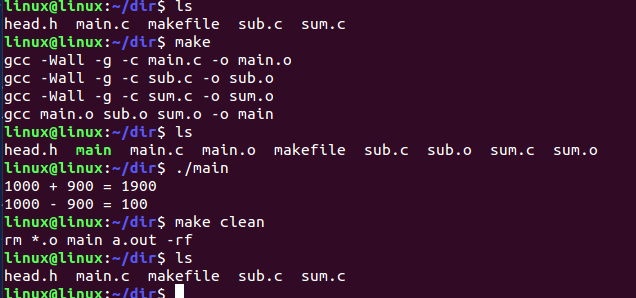 linux@linux:~/dir$ ls
head.h  main.c  makefile  sub.c  sum.c
linux@linux:~/dir$ make
gcc -Wall -g -c main.c -o main.o
gcc -Wall -g -c sub.c -o sub.o
gcc -Wall -g -c sum.c -o sum.o
gcc main.o sub.o sum.o -o main
linux@linux:~/dir$ ls
head.h  main  main.c  main.o  makefile  sub.c  sub.o  sum.c  sum.o
linux@linux:~/dir$ ./main
1000 + 900 = 1900
1000 - 900 = 100
linux@linux:~/dir$ make clean
rm *.o main a.out -rf
linux@linux:~/dir$ ls
head.h  main.c  makefile  sub.c  sum.c
linux@linux:~/dir$